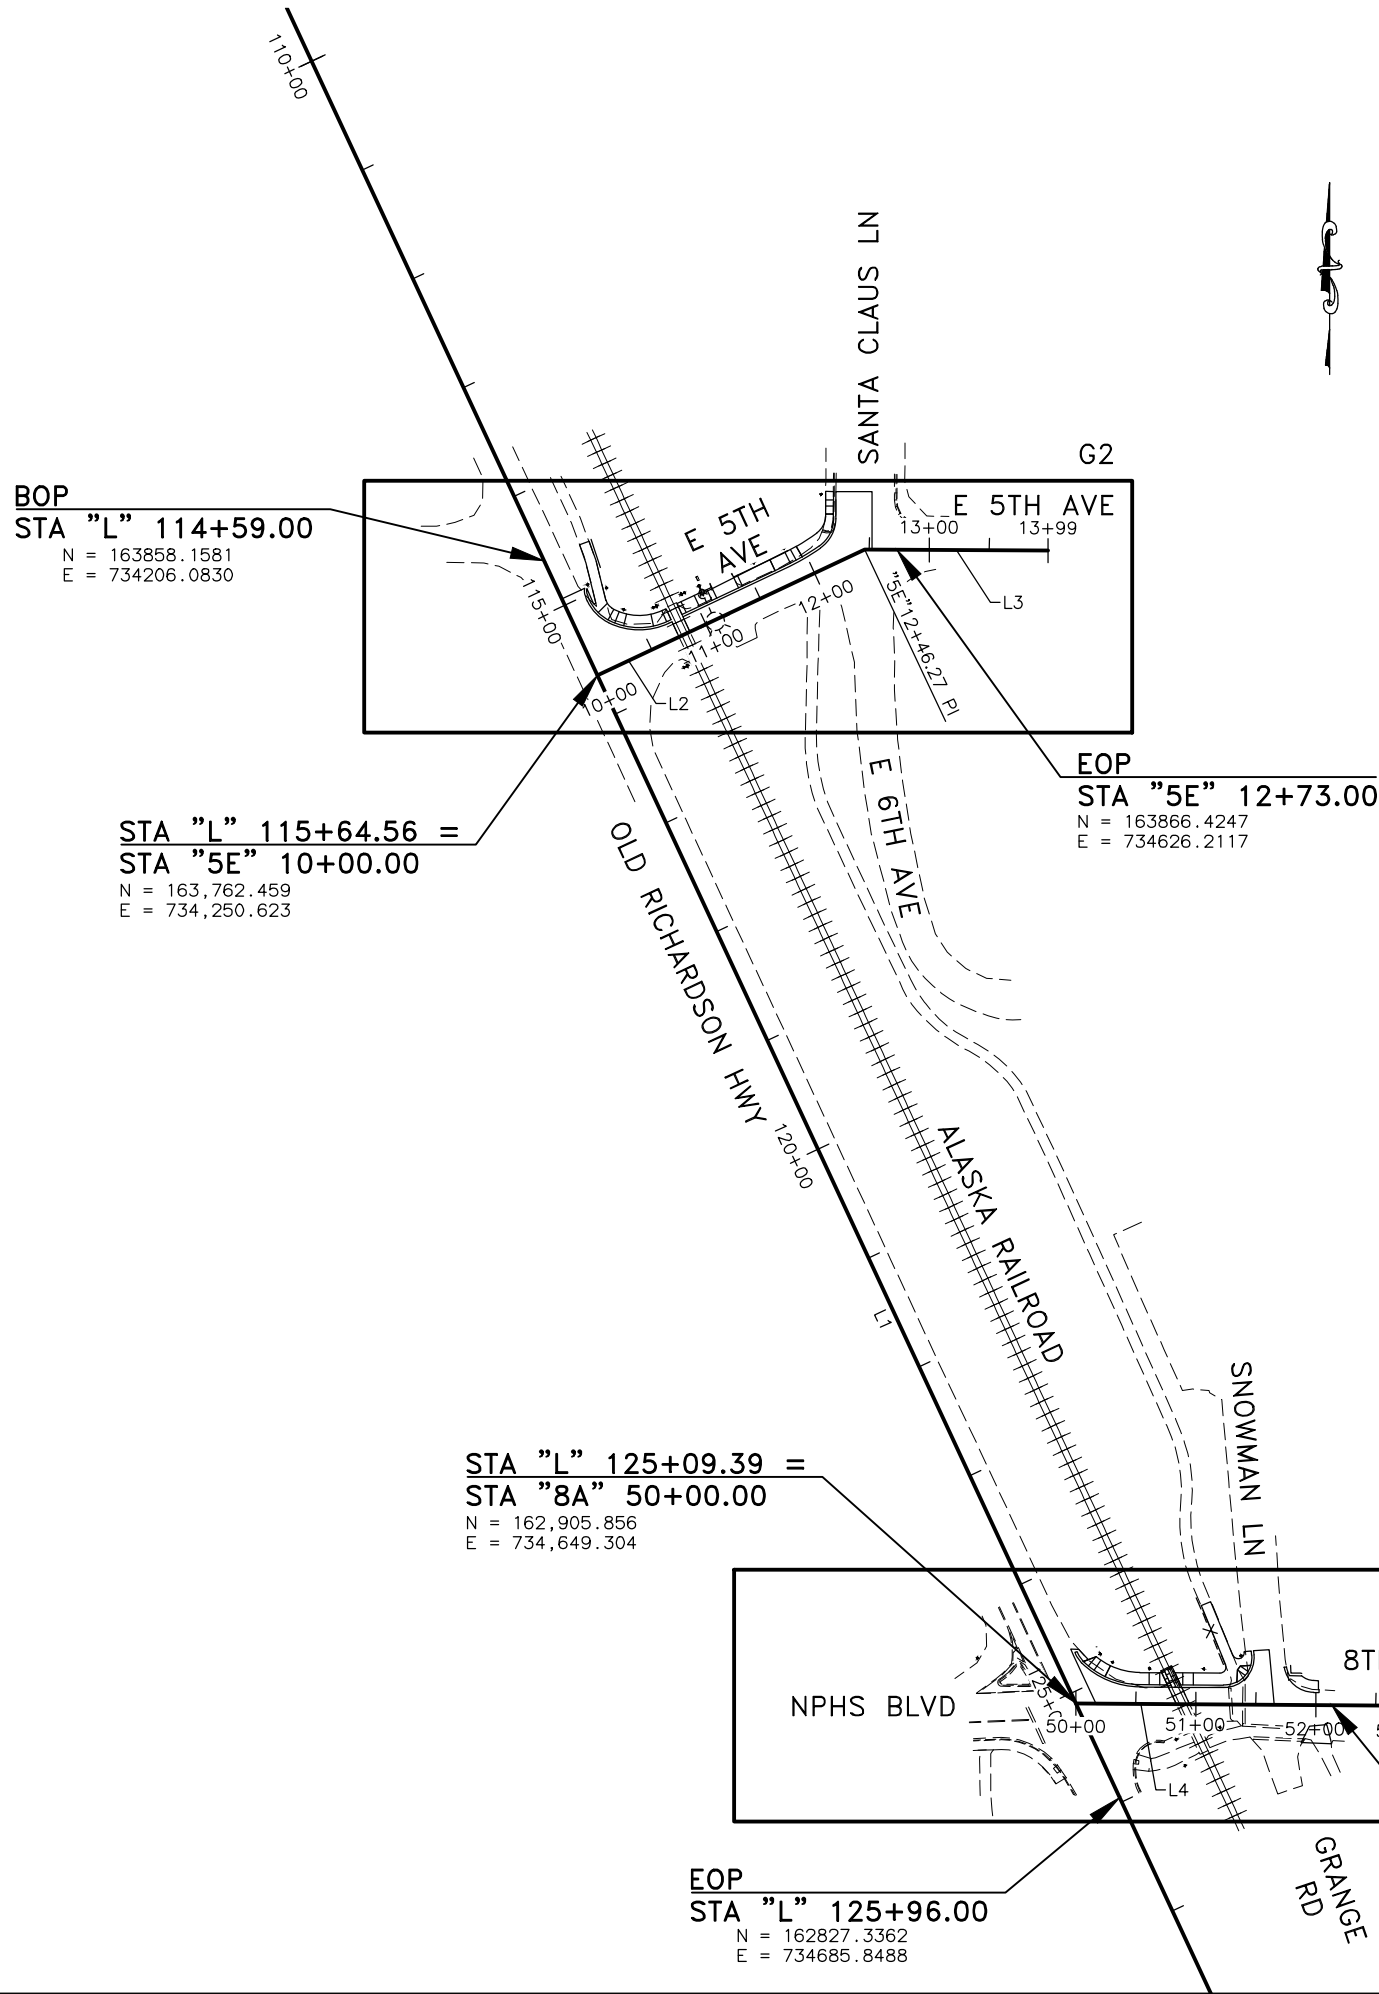 110+00
SANTA CLAUS LN
G2
BOP
STA "L" 114+59.00
N = 163858.1581
E = 734206.0830
E 5TH
AVE
E 5TH AVE
13+00
13+99
115+00
12+00
"5E"12+46.27 PI
L3
11+00
10+00
L2
EOP
STA "5E" 12+73.00
N = 163866.4247
E = 734626.2117
E 6TH AVE
STA "L" 115+64.56 =
STA "5E" 10+00.00
N = 163,762.459
E = 734,250.623
OLD RICHARDSON HWY
120+00
ALASKA RAILROAD
L1
SNOWMAN LN
STA "L" 125+09.39 =
STA "8A" 50+00.00
N = 162,905.856
E = 734,649.304
NPHS BLVD
50+00
51+00
52+00
L4
GRANGE
RD
EOP
STA "L" 125+96.00
N = 162827.3362
E = 734685.8488